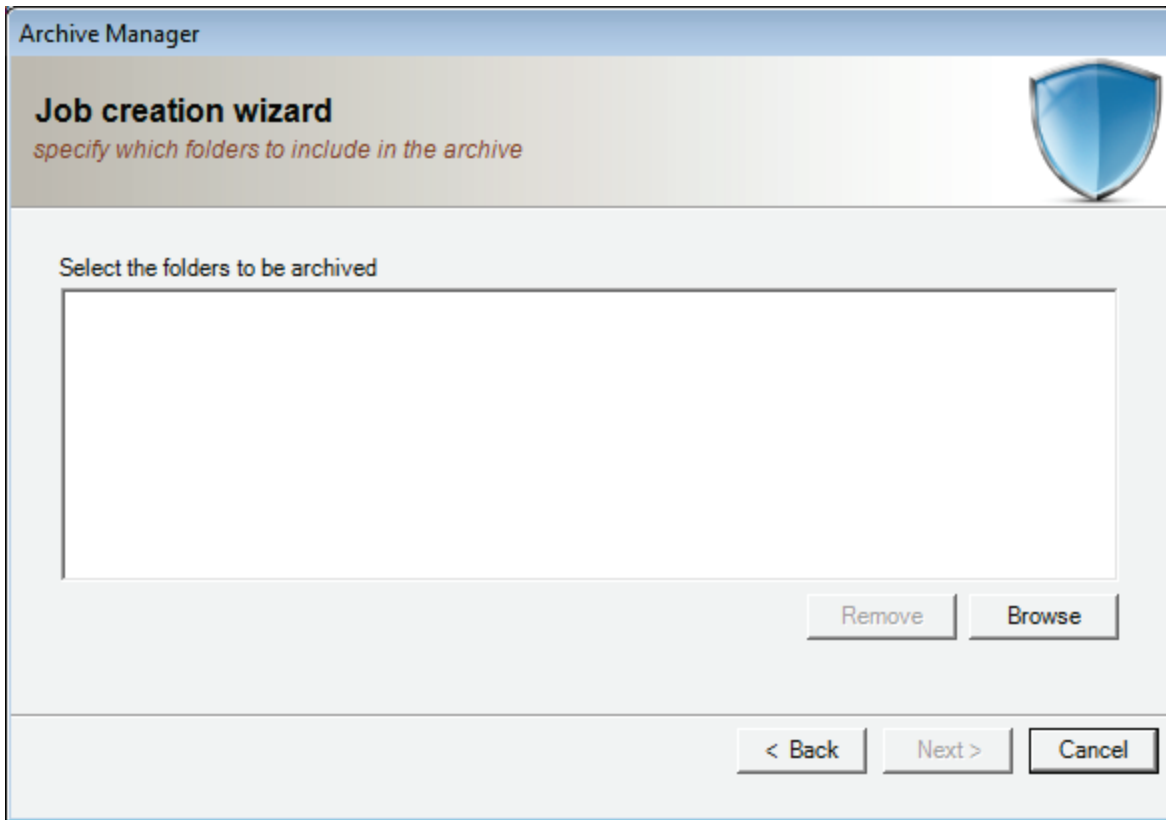 Archive Manager
Job creation wizard
specify which folders to include in the archive
Select the folders to be archived
Remove Browse
< Back Next > Cancel